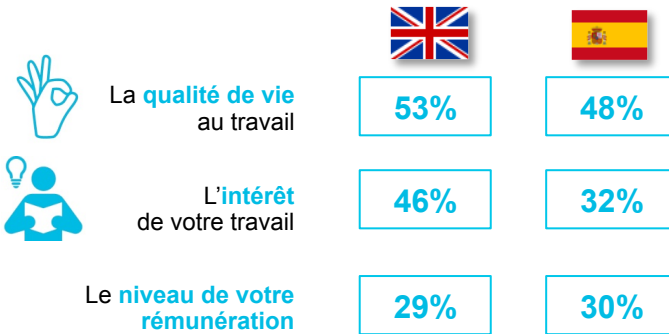 La qualité de vie
au travail
53%
48%
L'intérêt
de votre travail
46%
32%
Le niveau de votre
rémunération
29%
30%